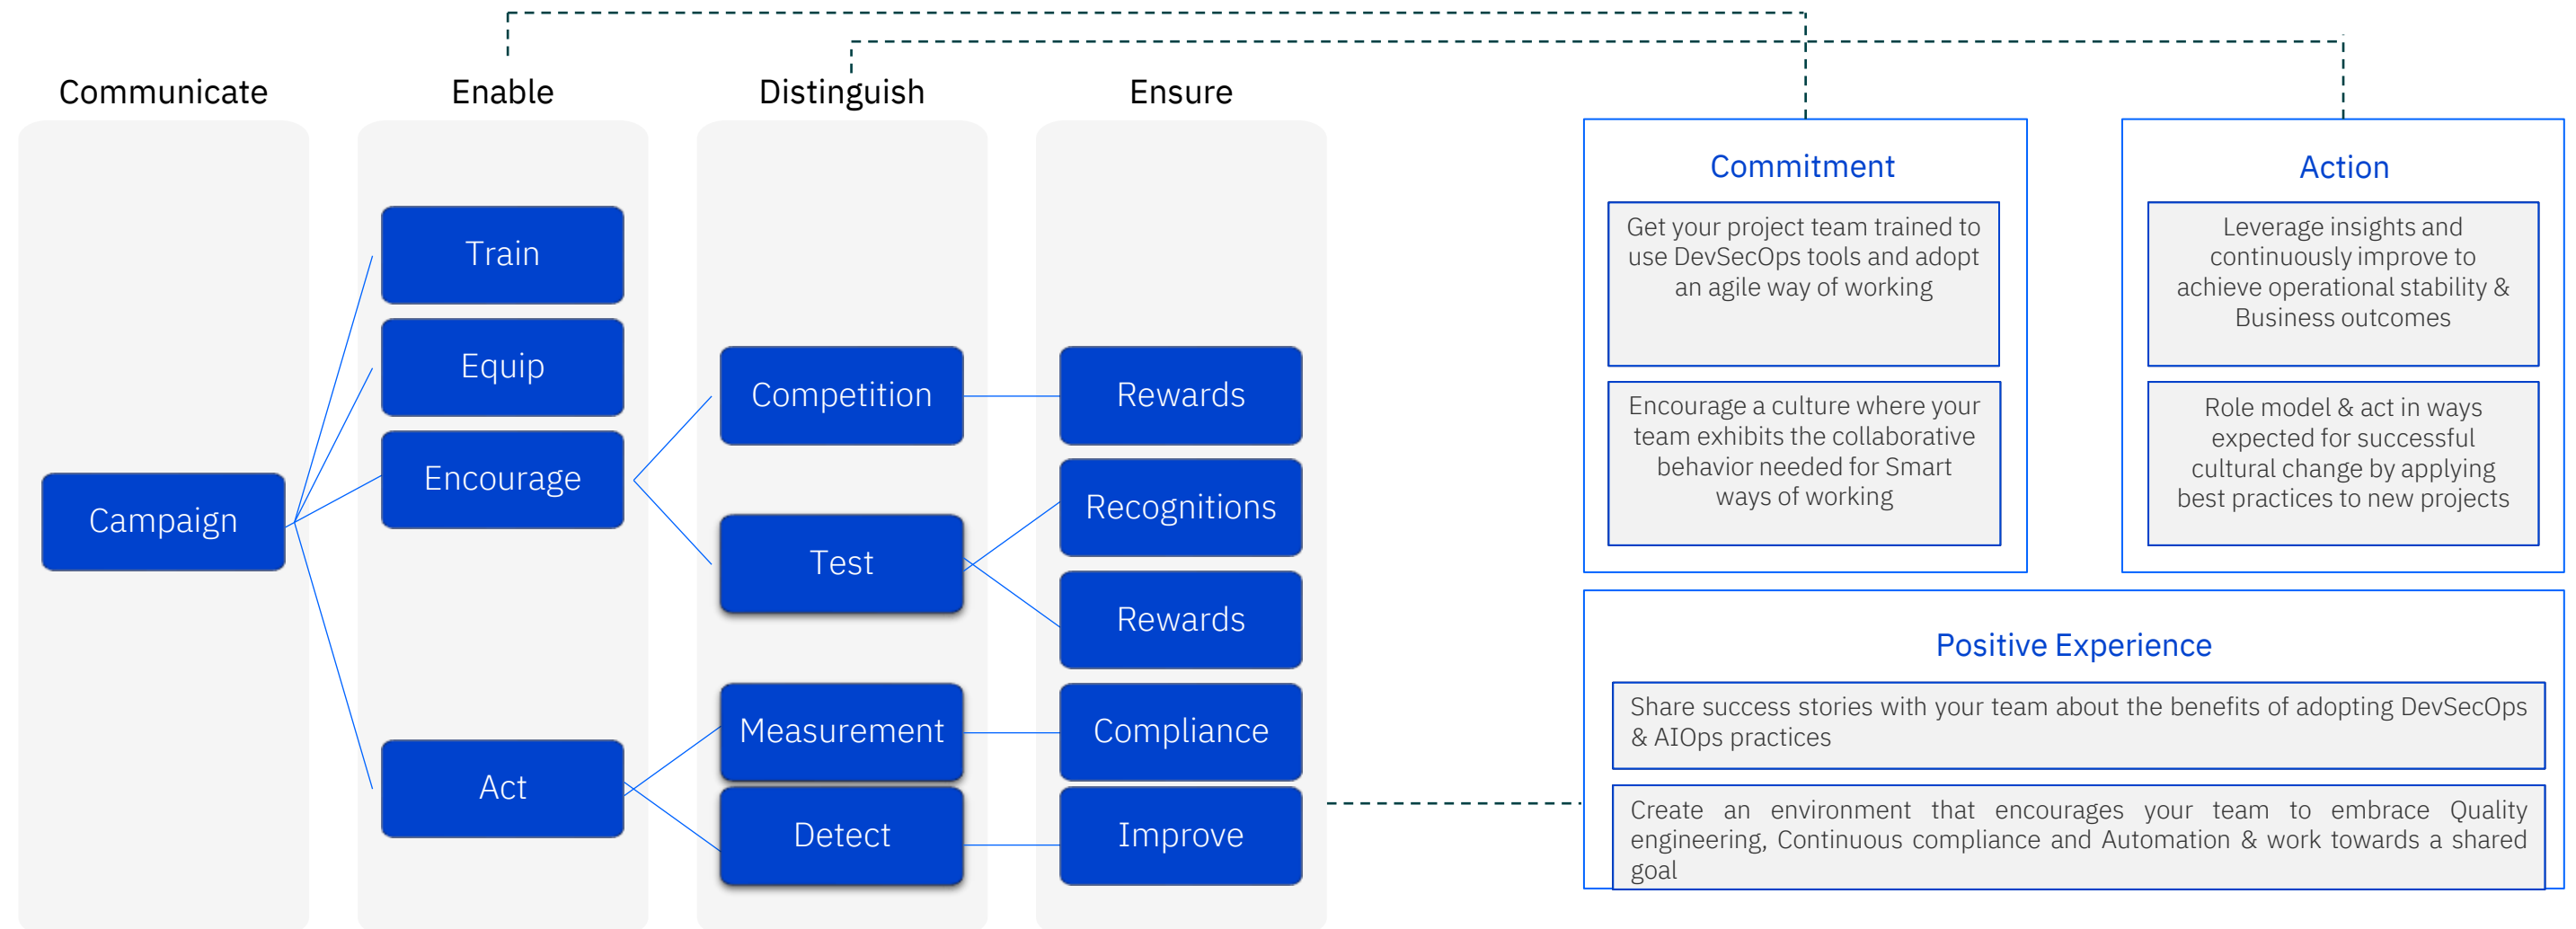 Communicate
Enable
Distinguish
Ensure
Campaign
Train
Equip
Encourage
Act
Competition
Test
Measurement
Detect
Rewards
Recognitions
Rewards
Compliance
Improve
Commitment
Get your project team trained to
use DevSecOps tools and adopt
an agile way of working
Encourage a culture where your
team exhibits the collaborative
behavior needed for Smart
ways of working
Action
Leverage insights and
continuously improve to
achieve operational stability &
Business outcomes
Role model & act in ways
expected for successful
cultural change by applying
best practices to new projects
Positive Experience
Share success stories with your team about the benefits of adopting DevSecOps
& AIOps practices
Create an environment that encourages your team to embrace Quality
engineering, Continuous compliance and Automation & work towards a shared
goal